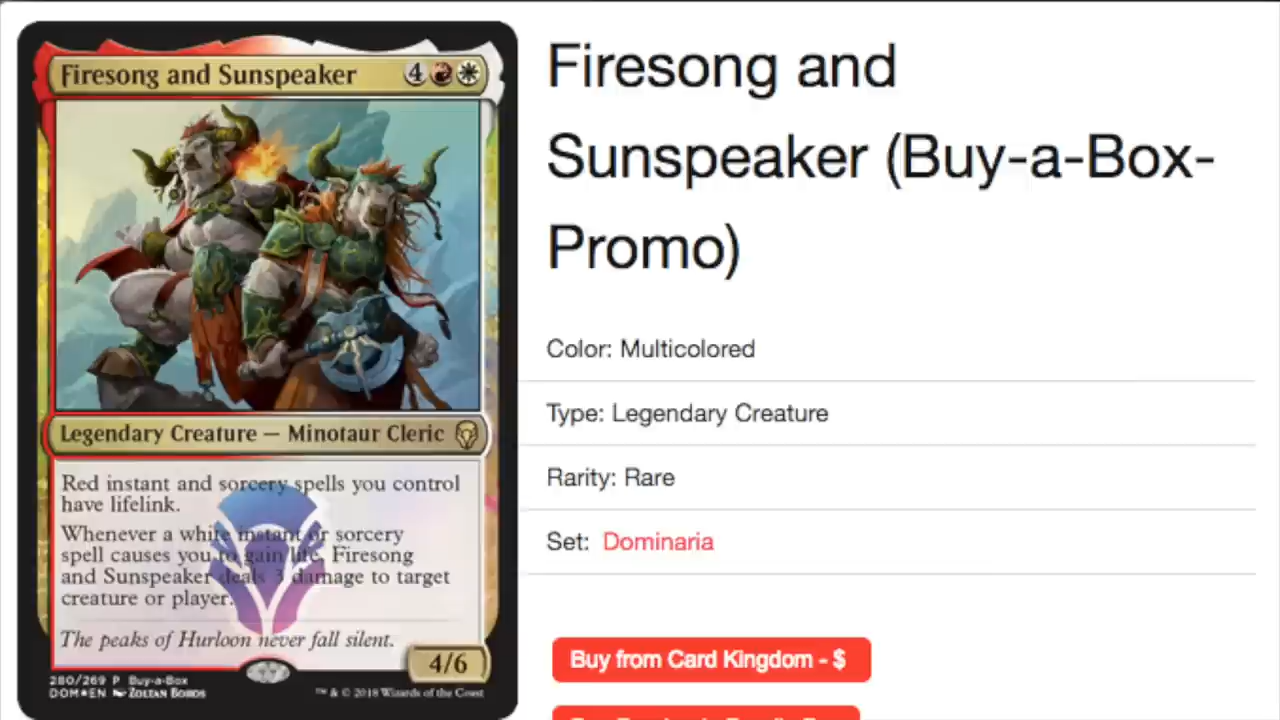 Firesong and Sunspeaker 4
Legendary Creature — Minotaur Cleric
Red instant and sorcery spells you control
have lifelink.
Whenever a white instant or sorcery
spell causes you to gain life, Firesong
and Sunspeaker deals 3 damage to target
creature or player.
The peaks of Hurloon never fall silent.
4/6
280/269 P Buy-a-Box
DOM • EN Zoltan Boros
™ & © 2018 Wizards of the Coast
Firesong and
Sunspeaker (Buy-a-Box-
Promo)
Color: Multicolored
Type: Legendary Creature
Rarity: Rare
Set: Dominaria
Buy from Card Kingdom - $